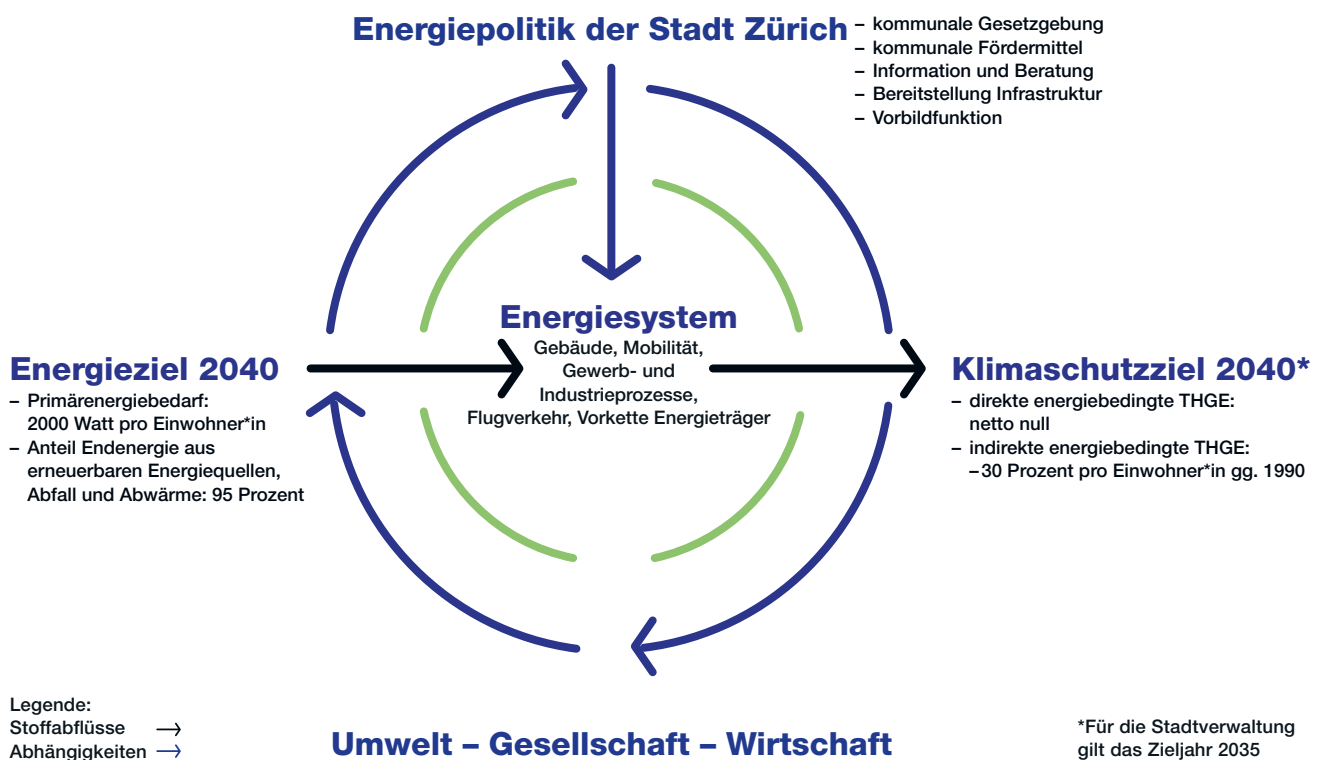 Energiepolitik der Stadt Zürich
– kommunale Gesetzgebung
– kommunale Fördermittel
– Information und Beratung
– Bereitstellung Infrastruktur
– Vorbildfunktion
Energiesystem
Gebäude, Mobilität,
Gewerb- und
Industrieprozesse,
Flugverkehr, Vorkette Energieträger
Energieziel 2040
– Primärenergiebedarf:
2000 Watt pro Einwohner*in
– Anteil Endenergie aus
erneuerbaren Energiequellen,
Abfall und Abwärme: 95 Prozent
Klimaschutzziel 2040*
– direkte energiebedingte THGE:
netto null
– indirekte energiebedingte THGE:
–30 Prozent pro Einwohner*in gg. 1990
Legende:
Stoffabflüsse
Abhängigkeiten
Umwelt – Gesellschaft – Wirtschaft
*Für die Stadtverwaltung
gilt das Zieljahr 2035